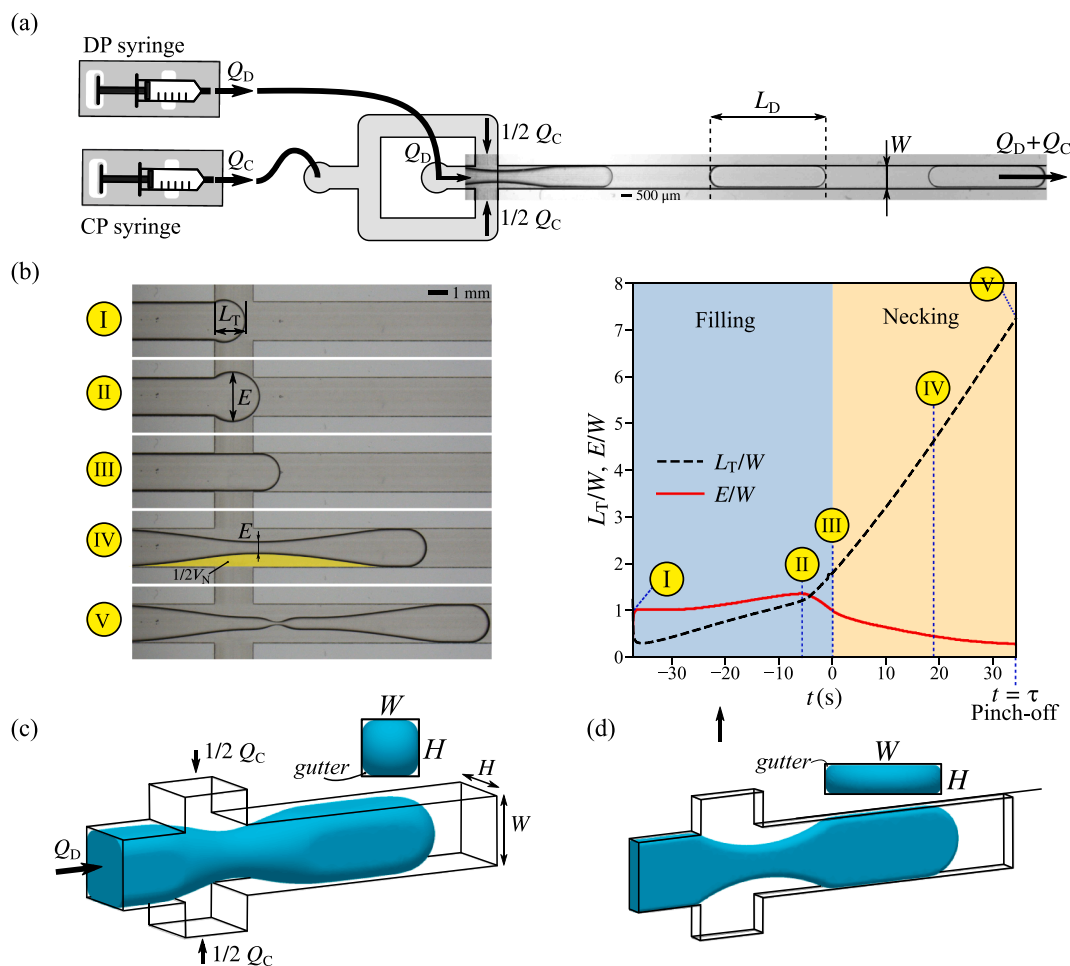 (a)
DP syringe
Q_D
CP syringe
Q_C
Q_D
1/2 Q_C
1/2 Q_C
500 μm
L_D
W
Q_D+Q_C
(b)
I
II
III
IV
V
L_T
E
E
1/2V_N
1 mm
8
7
6
5
4
3
2
1
0
L_T/W, E/W
Filling
Necking
L_T/W
E/W
I
II
III
IV
V
−30
−20
−10
0
10
20
30
t (s)
t = τ
Pinch-off
(c)
1/2 Q_C
W
H
gutter
H
W
Q_D
1/2 Q_C
(d)
gutter
W
H